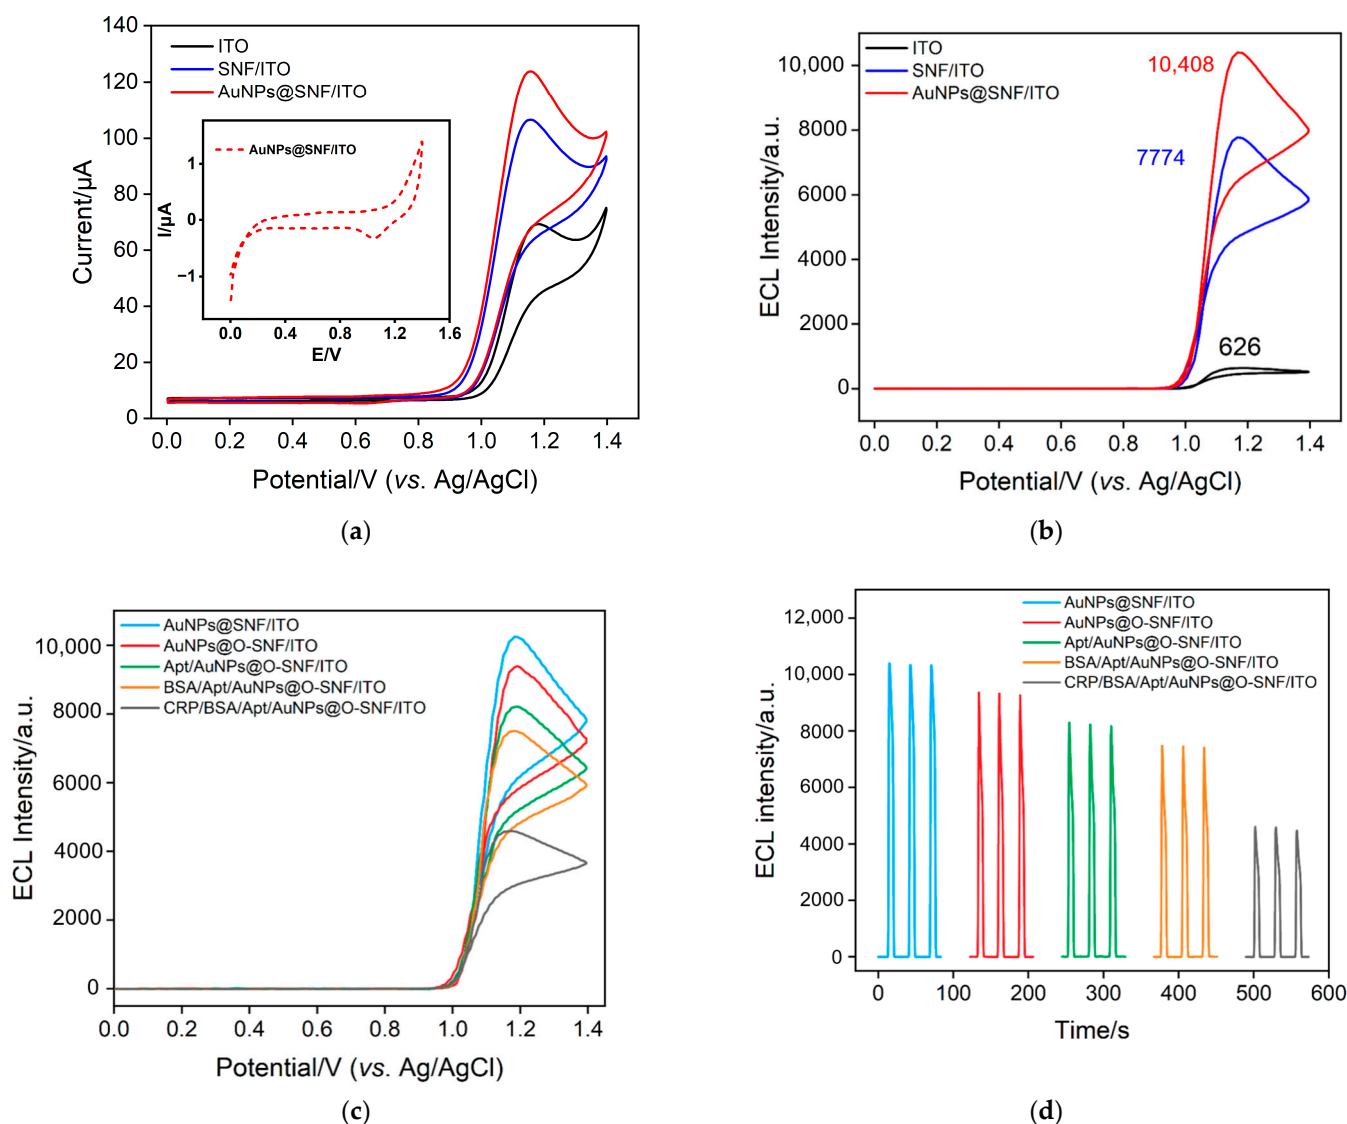 140
120
100
80
60
40
20
0
Current/µA
ITO
SNF/ITO
AuNPs@SNF/ITO
AuNPs@SNF/ITO
1
0
−1
I/µA
0.0 0.4 0.8 1.2 1.6
E/V
0.0 0.2 0.4 0.6 0.8 1.0 1.2 1.4
Potential/V (vs. Ag/AgCl)
(a)
10,000
8000
6000
4000
2000
0
ECL Intensity/a.u.
ITO
SNF/ITO
AuNPs@SNF/ITO
10,408
7774
626
0.0 0.2 0.4 0.6 0.8 1.0 1.2 1.4
Potential/V (vs. Ag/AgCl)
(b)
10,000
8000
6000
4000
2000
0
ECL Intensity/a.u.
AuNPs@SNF/ITO
AuNPs@O-SNF/ITO
Apt/AuNPs@O-SNF/ITO
BSA/Apt/AuNPs@O-SNF/ITO
CRP/BSA/Apt/AuNPs@O-SNF/ITO
0.0 0.2 0.4 0.6 0.8 1.0 1.2 1.4
Potential/V (vs. Ag/AgCl)
(c)
12,000
10,000
8000
6000
4000
2000
0
ECL intensity/a.u.
AuNPs@SNF/ITO
AuNPs@O-SNF/ITO
Apt/AuNPs@O-SNF/ITO
BSA/Apt/AuNPs@O-SNF/ITO
CRP/BSA/Apt/AuNPs@O-SNF/ITO
0 100 200 300 400 500 600
Time/s
(d)